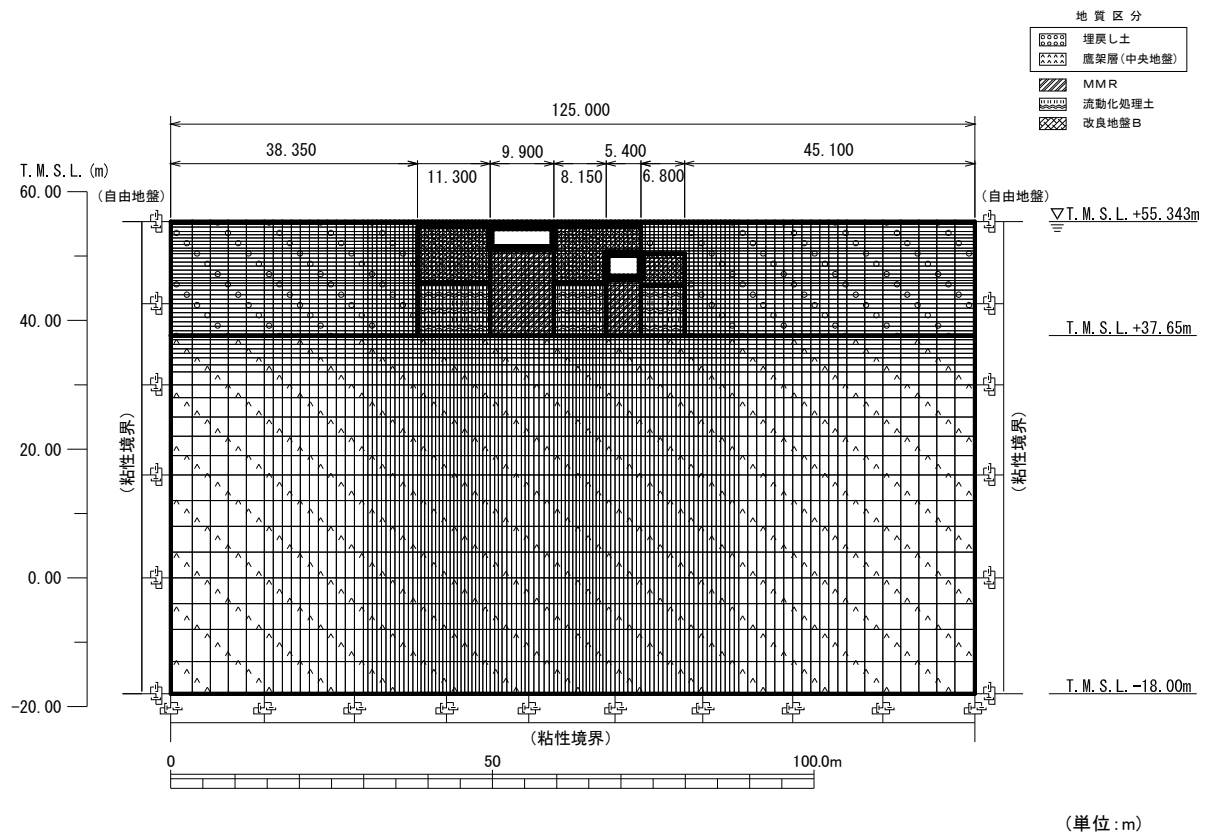 地質区分
埋戻し土
鷹架層(中央地盤)
MMR
流動化処理土
改良地盤B
125.000
38.350
9.900
5.400
45.100
11.300
8.150
6.800
T.M.S.L.(m)
60.00
(自由地盤)
(自由地盤)
T.M.S.L.+55.343m
40.00
T.M.S.L.+37.65m
20.00
(粘性境界)
(粘性境界)
0.00
T.M.S.L.-18.00m
-20.00
(粘性境界)
0
50
100.0m
(単位:m)